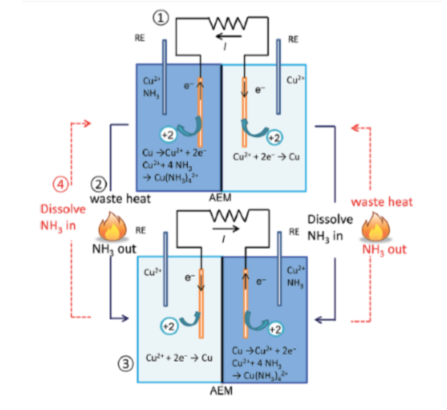 ①
I
RE
RE
Cu²⁺
NH₃
e⁻
e⁻
Cu²⁺
+2
+2
Cu →Cu²⁺ + 2e⁻
Cu²⁺+ 4 NH₃
→ Cu(NH₃)₄²⁺
Cu²⁺ + 2e⁻ → Cu
AEM
④
②
waste heat
Dissolve
NH₃ in
NH₃ out
Dissolve
NH₃ in
waste heat
NH₃ out
I
RE
RE
Cu²⁺
e⁻
e⁻
Cu²⁺
NH₃
+2
+2
③
Cu²⁺ + 2e⁻ → Cu
Cu →Cu²⁺ + 2e⁻
Cu²⁺+ 4 NH₃
→ Cu(NH₃)₄²⁺
AEM